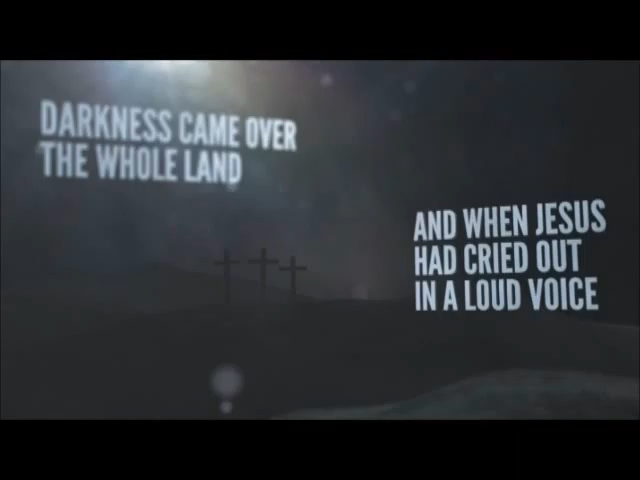 DARKNESS CAME OVER
THE WHOLE LAND
AND WHEN JESUS
HAD CRIED OUT
IN A LOUD VOICE